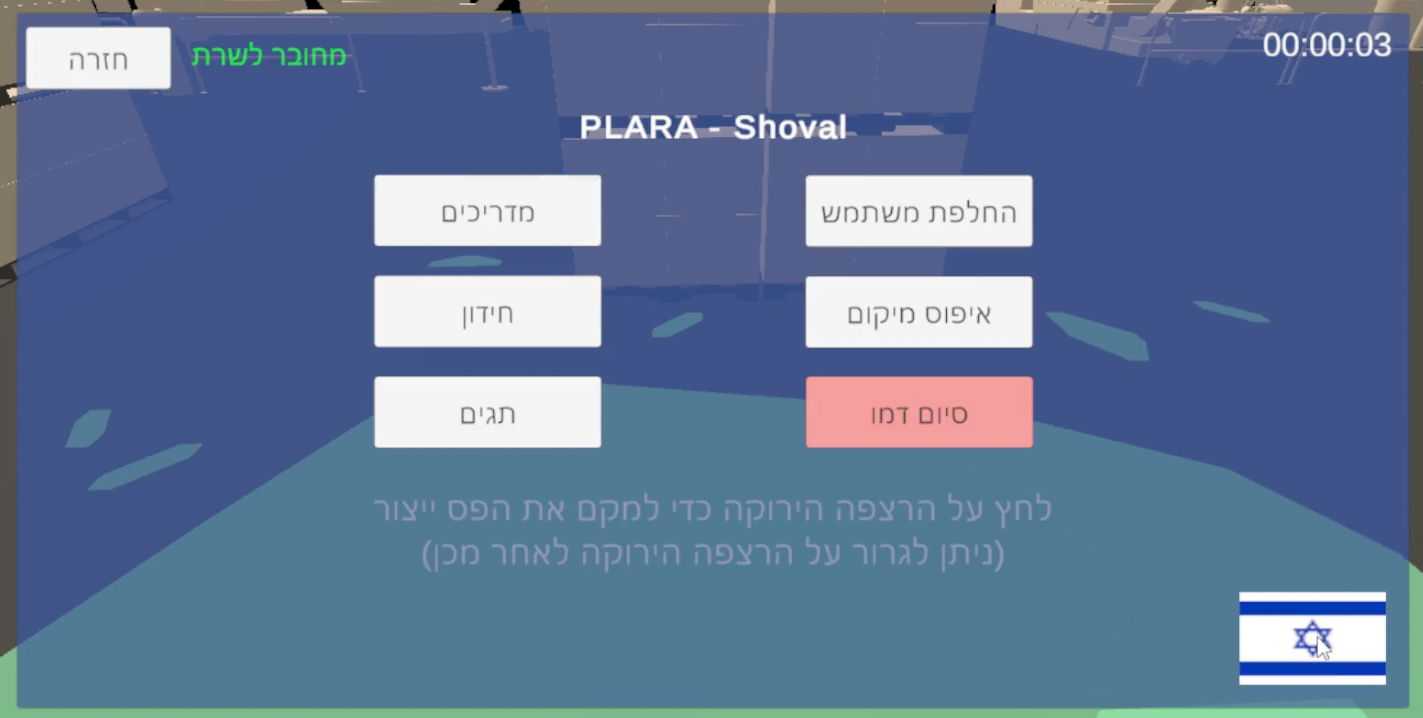 חזרה
מחובר לשרת
00:00:03
PLARA - Shoval
החלפת משתמש
מדריכים
איפוס מיקום
חידון
סיום דמו
תגים
לחץ על הרצפה הירוקה כדי למקם את הפס ייצור
(ניתן לגרור על הרצפה הירוקה לאחר מכן)